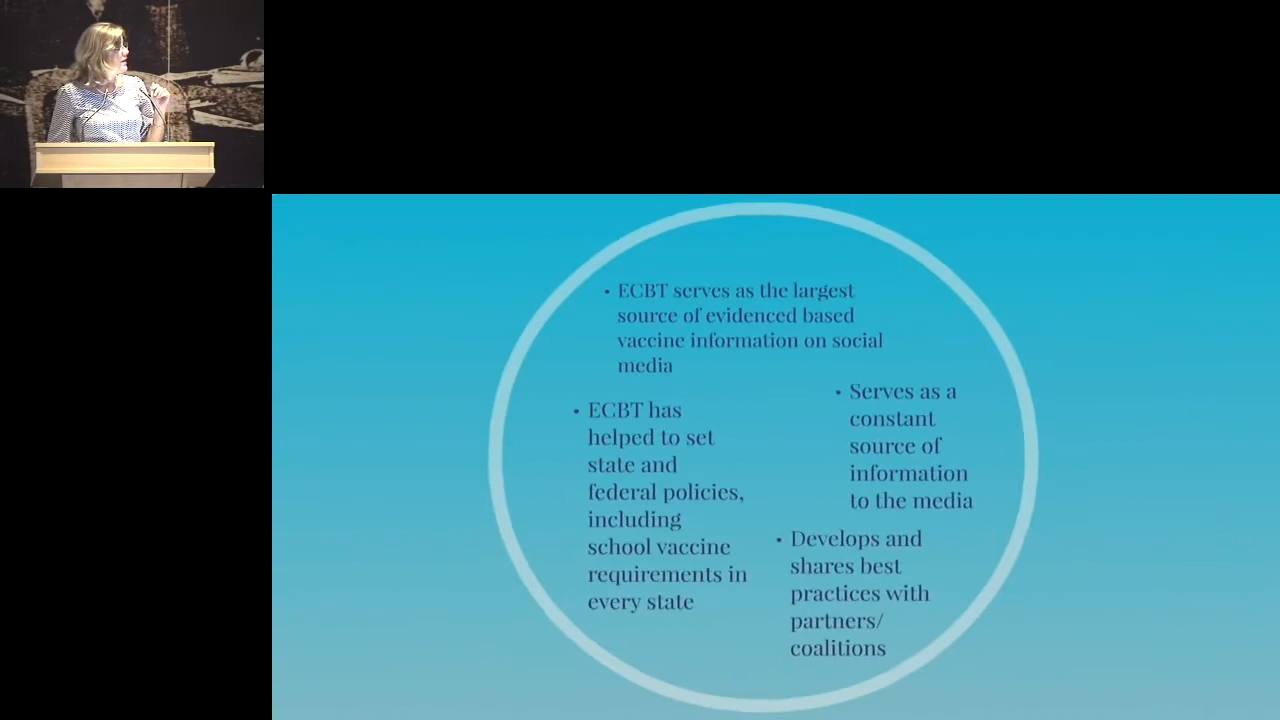 • ECBT serves as the largest
source of evidenced based
vaccine information on social
media
• ECBT has
helped to set
state and
federal policies,
including
school vaccine
requirements in
every state
• Serves as a
constant
source of
information
to the media
• Develops and
shares best
practices with
partners/
coalitions